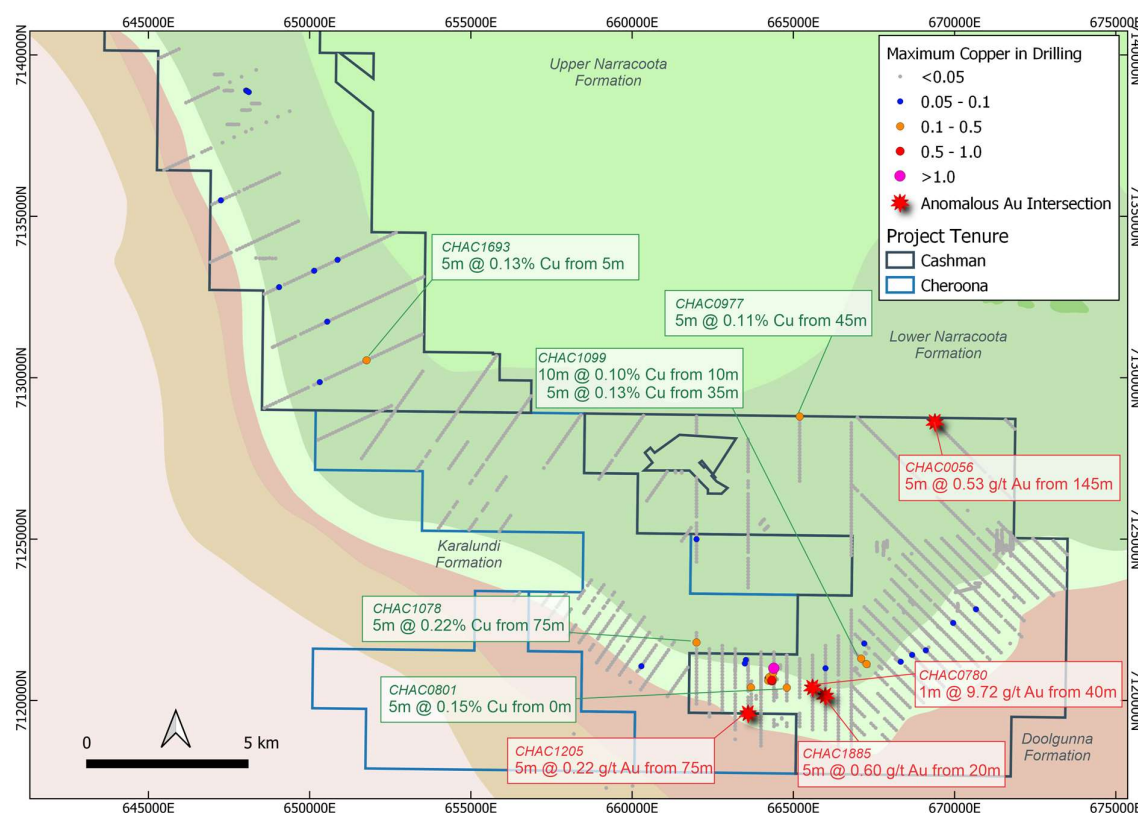 645000E 650000E 655000E 660000E 665000E 670000E 675000E
7140000N
7135000N
7130000N
7125000N
7120000N
Upper Narracoota
Formation
Maximum Copper in Drilling
<0.05
0.05 - 0.1
0.1 - 0.5
0.5 - 1.0
>1.0
Anomalous Au Intersection
Project Tenure
Cashman
Cheroona
CHAC1693
5m @ 0.13% Cu from 5m
CHAC0977
5m @ 0.11% Cu from 45m
Lower Narracoota
Formation
CHAC1099
10m @ 0.10% Cu from 10m
5m @ 0.13% Cu from 35m
CHAC0056
5m @ 0.53 g/t Au from 145m
Karalundi
Formation
CHAC1078
5m @ 0.22% Cu from 75m
CHAC0801
5m @ 0.15% Cu from 0m
CHAC0780
1m @ 9.72 g/t Au from 40m
CHAC1205
5m @ 0.22 g/t Au from 75m
CHAC1885
5m @ 0.60 g/t Au from 20m
Doolgunna
Formation
0 5 km
645000E 650000E 655000E 660000E 665000E 670000E 675000E